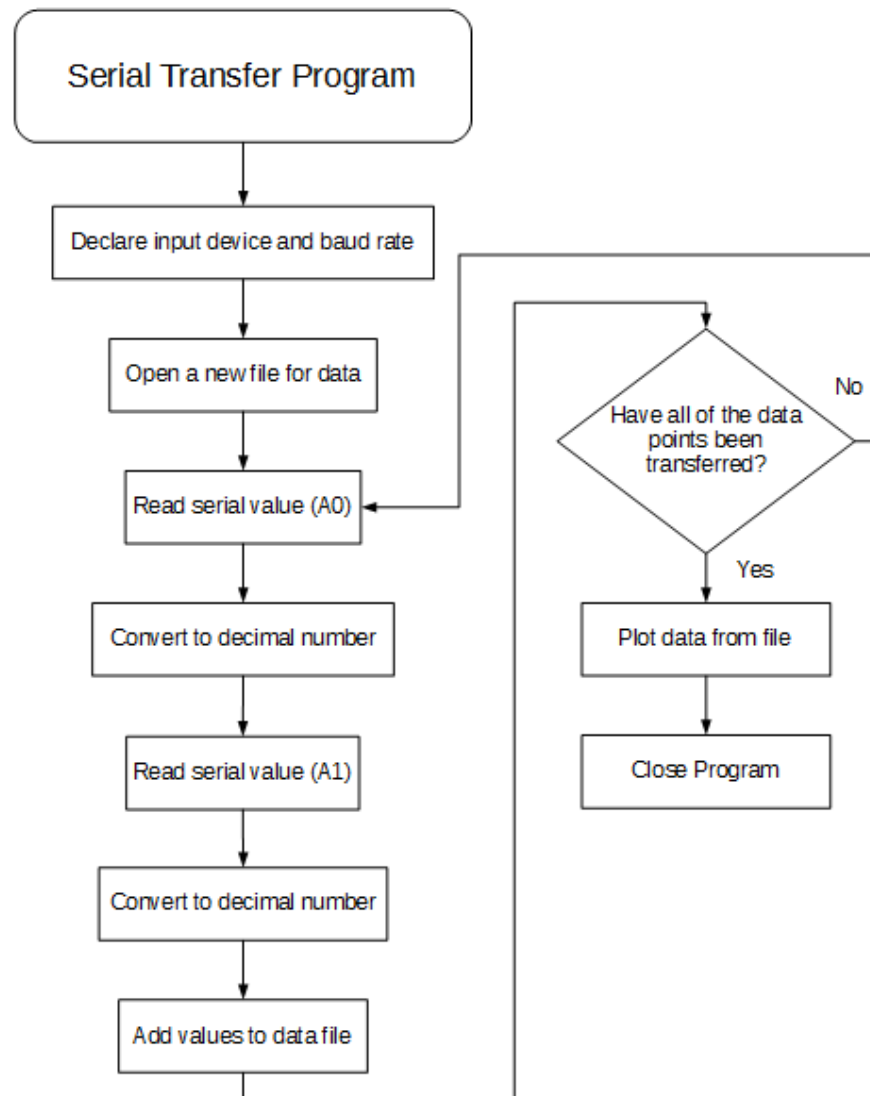 Serial Transfer Program
Declare input device and baud rate
Open a new file for data
Read serial value (A0)
Convert to decimal number
Read serial value (A1)
Convert to decimal number
Add values to data file
Have all of the data
points been
transferred?
No
Yes
Plot data from file
Close Program